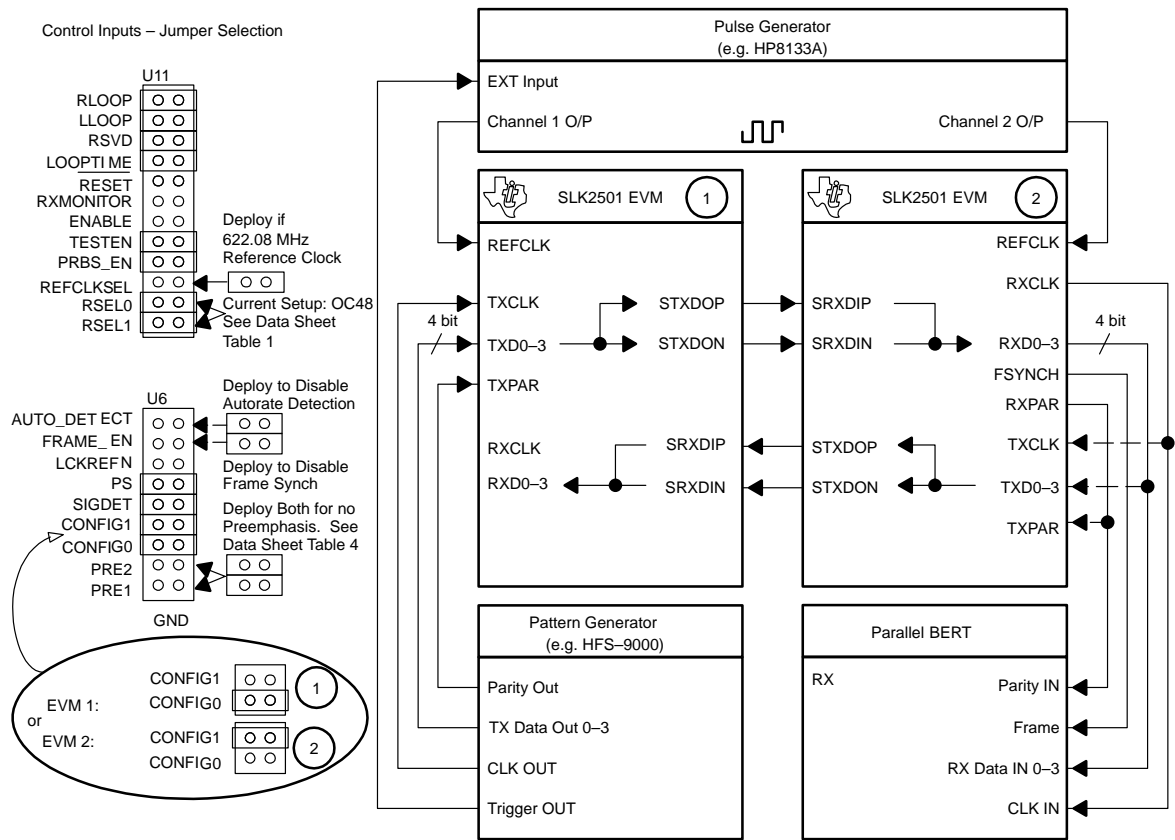 Control Inputs – Jumper Selection
U11
RLOOP
LLOOP
RSVD
LOOPTIME
RESET
RXMONITOR
ENABLE
TESTEN
PRBS_EN
REFCLKSEL
RSEL0
RSEL1
Deploy if
622.08 MHz
Reference Clock
Current Setup: OC48
See Data Sheet
Table 1
U6
AUTO_DETECT
FRAME_EN
LCKREFN
PS
SIGDET
CONFIG1
CONFIG0
PRE2
PRE1
GND
Deploy to Disable
Autorate Detection
Deploy to Disable
Frame Synch
Deploy Both for no
Preemphasis. See
Data Sheet Table 4
EVM 1:
or
EVM 2:
CONFIG1
CONFIG0
1
CONFIG1
CONFIG0
2
Pulse Generator
(e.g. HP8133A)
EXT Input
Channel 1 O/P
Channel 2 O/P
SLK2501 EVM
1
REFCLK
TXCLK
4 bit
TXD0–3
TXPAR
STXDOP
STXDON
RXCLK
RXD0–3
SRXDIP
SRXDIN
SLK2501 EVM
2
REFCLK
RXCLK
SRXDIP
SRXDIN
RXD0–3
4 bit
FSYNCH
RXPAR
STXDOP
STXDON
TXCLK
TXD0–3
TXPAR
Pattern Generator
(e.g. HFS–9000)
Parity Out
TX Data Out 0–3
CLK OUT
Trigger OUT
Parallel BERT
RX
Parity IN
Frame
RX Data IN 0–3
CLK IN